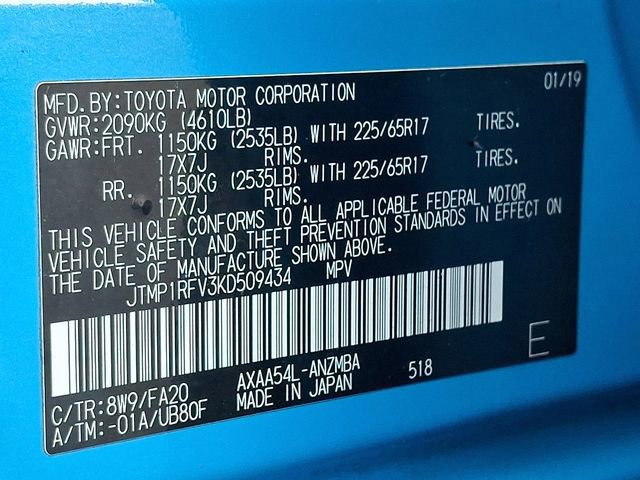 01/19
MFD.BY:TOYOTA MOTOR CORPORATION
GVWR:2090KG (4610LB)
GAWR:FRT. 1150KG (2535LB) WITH 225/65R17 TIRES.
17X7J RIMS.
RR. 1150KG (2535LB) WITH 225/65R17 TIRES.
17X7J RIMS.
THIS VEHICLE CONFORMS TO ALL APPLICABLE FEDERAL MOTOR
VEHICLE SAFETY AND THEFT PREVENTION STANDARDS IN EFFECT ON
THE DATE OF MANUFACTURE SHOWN ABOVE.
JTMP1RFV3KD509434 MPV
C/TR:8W9/FA20 AXAA54L-ANZMBA 518 E
A/TM:-01A/UB80F MADE IN JAPAN